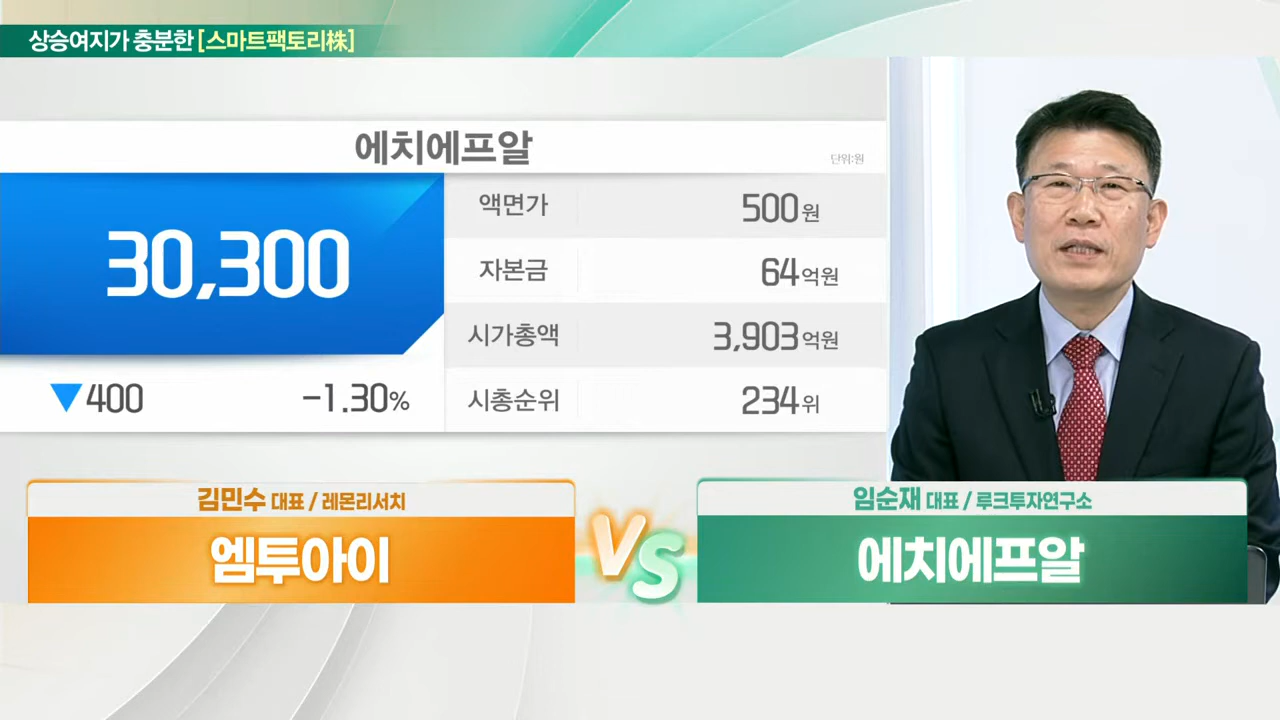 상승여지가 충분한 [스마트팩토리株]
에치에프알
단위:원
30,300
▼400 -1.30%
액면가 500원
자본금 64억원
시가총액 3,903억원
시총순위 234위
김민수 대표 / 레몬리서치
엠투아이
VS
임순재 대표 / 루크투자연구소
에치에프알